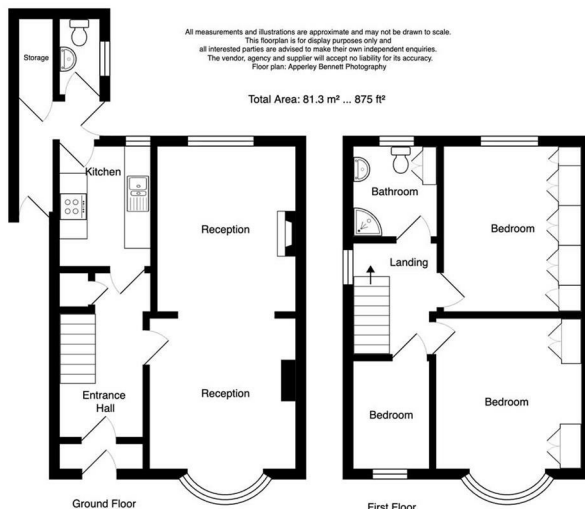 All measurements and illustrations are approximate and may not be drawn to scale.
This floorplan is for display purposes only and
all interested parties are advised to make their own independent enquiries.
The vendor, agency and supplier will accept no liability for its accuracy.
Floor plan: Apperley Bennett Photography
Total Area: 81.3 m² ... 875 ft²
Storage
Kitchen
Reception
Reception
Entrance
Hall
Ground Floor
Bathroom
Bedroom
Landing
Bedroom
Bedroom
First Floor